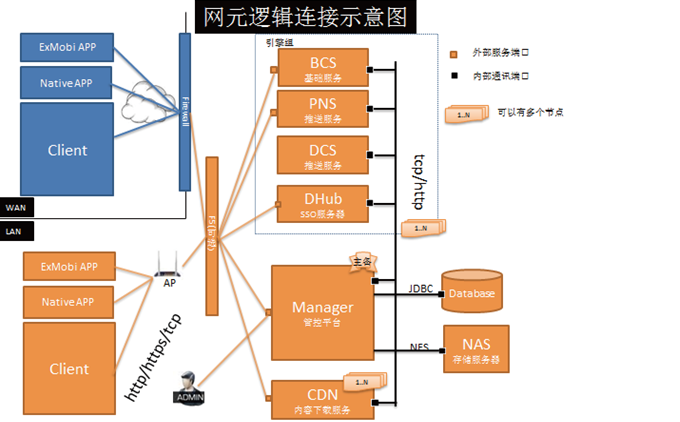 网元逻辑连接示意图
ExMobi APP
Native APP
Client
Firewall
WAN
LAN
引擎组
BCS
基础服务
PNS
推送服务
DCS
推送服务
DHub
SSO服务器
tcp/http
1..N
外部服务端口
内部通讯端口
1..N
可以有多个节点
ExMobi APP
Native APP
Client
AP
http/https/tcp
ADMIN
主备
Manager
管控平台
JDBC
Database
NFS
NAS
存储服务器
1..N
CDN
内容下载服务